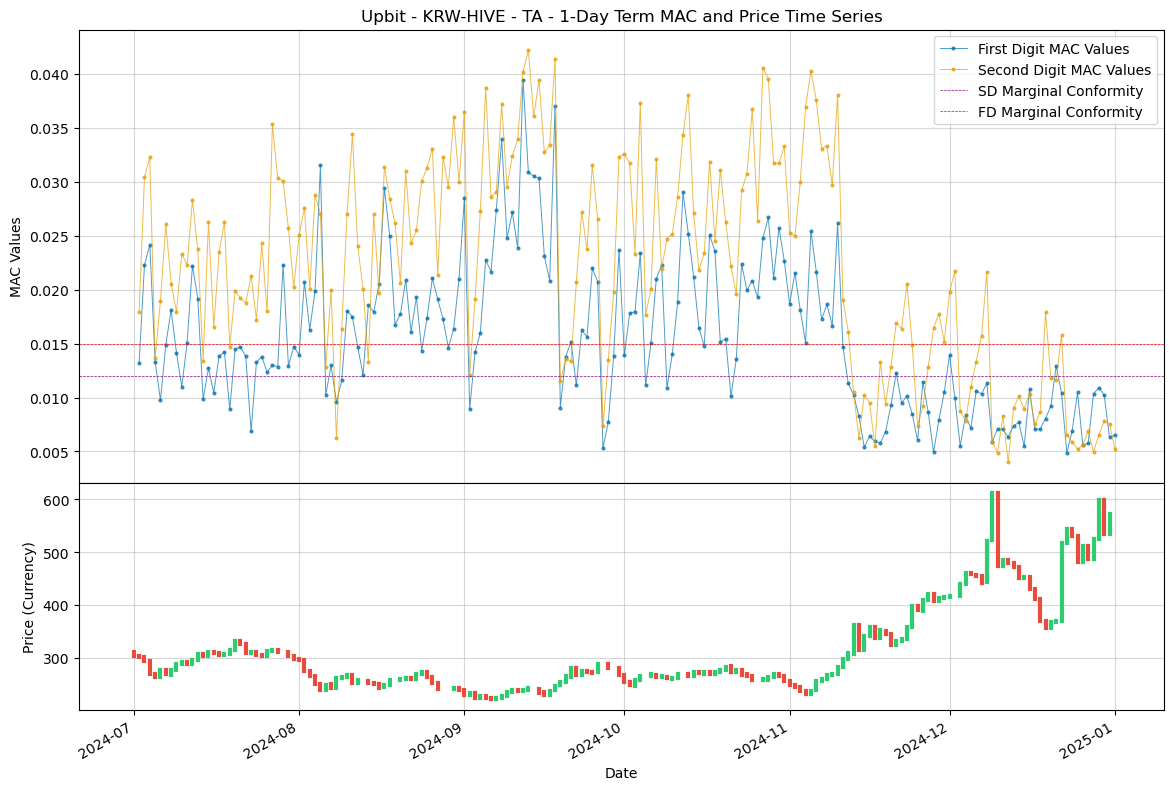 Upbit - KRW-HIVE - TA - 1-Day Term MAC and Price Time Series
First Digit MAC Values
Second Digit MAC Values
SD Marginal Conformity
FD Marginal Conformity
MAC Values
0.040
0.035
0.030
0.025
0.020
0.015
0.010
0.005
Price (Currency)
600
500
400
300
2024-07
2024-08
2024-09
2024-10
2024-11
2024-12
2025-01
Date